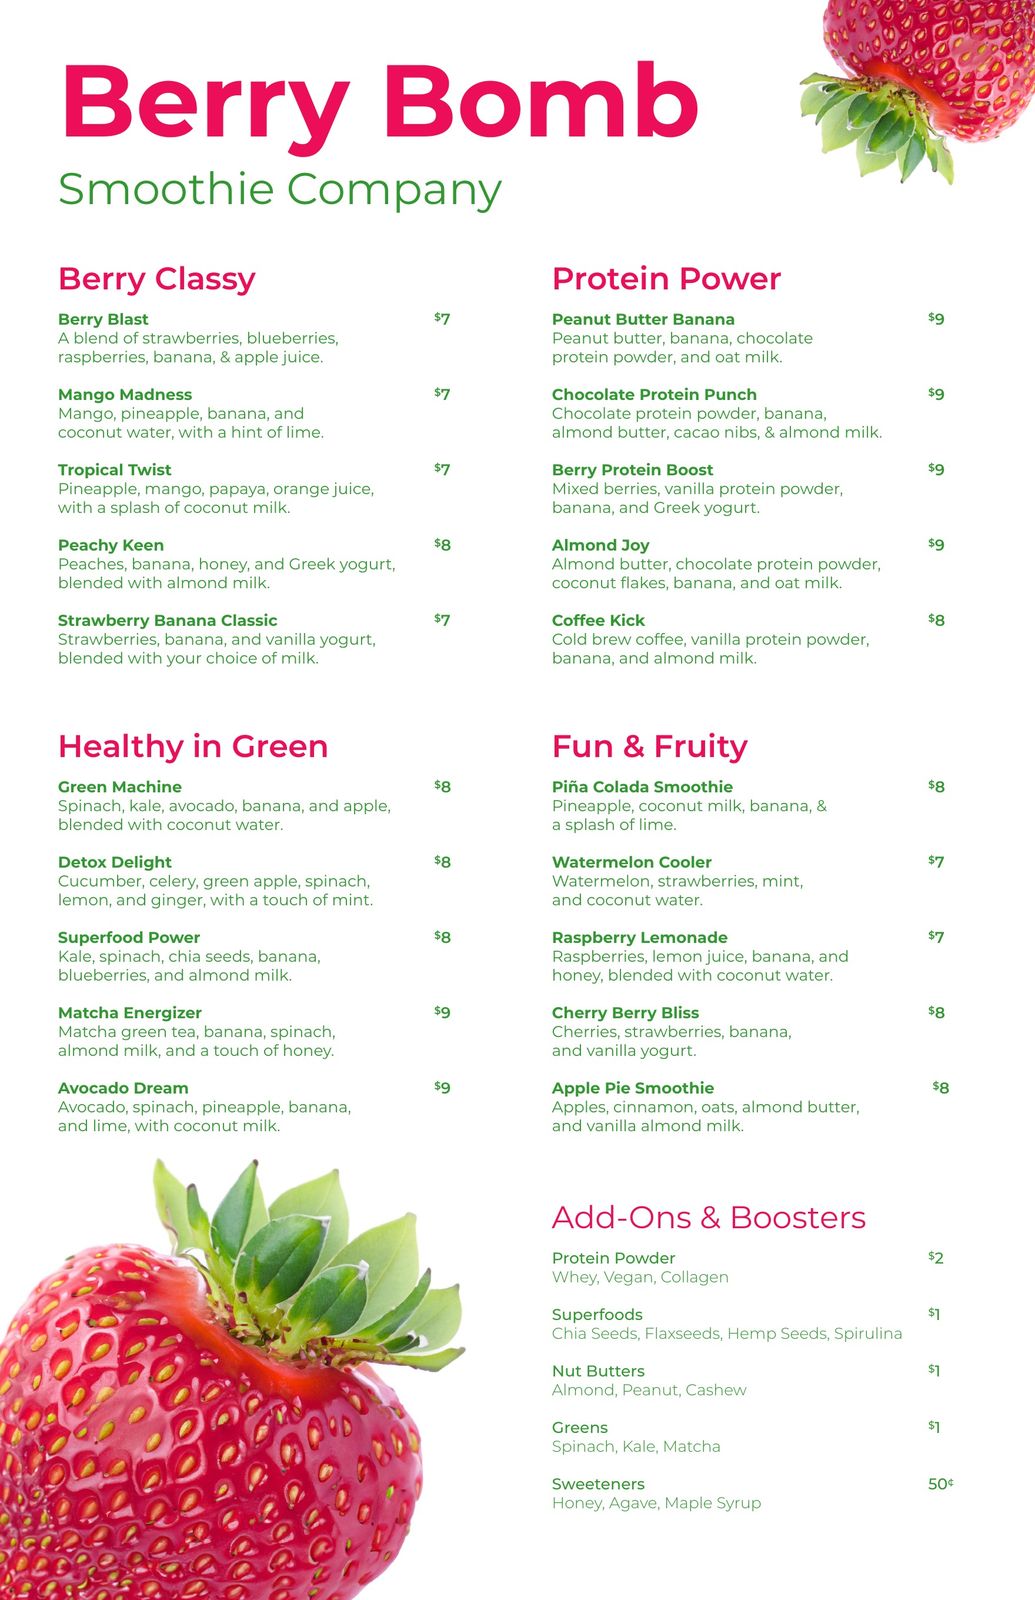 Berry Bomb
Smoothie Company
Berry Classy
Berry Blast $7
A blend of strawberries, blueberries,
raspberries, banana, & apple juice.
Mango Madness $7
Mango, pineapple, banana, and
coconut water, with a hint of lime.
Tropical Twist $7
Pineapple, mango, papaya, orange juice,
with a splash of coconut milk.
Peachy Keen $8
Peaches, banana, honey, and Greek yogurt,
blended with almond milk.
Strawberry Banana Classic $7
Strawberries, banana, and vanilla yogurt,
blended with your choice of milk.
Protein Power
Peanut Butter Banana $9
Peanut butter, banana, chocolate
protein powder, and oat milk.
Chocolate Protein Punch $9
Chocolate protein powder, banana,
almond butter, cacao nibs, & almond milk.
Berry Protein Boost $9
Mixed berries, vanilla protein powder,
banana, and Greek yogurt.
Almond Joy $9
Almond butter, chocolate protein powder,
coconut flakes, banana, and oat milk.
Coffee Kick $8
Cold brew coffee, vanilla protein powder,
banana, and almond milk.
Healthy in Green
Green Machine $8
Spinach, kale, avocado, banana, and apple,
blended with coconut water.
Detox Delight $8
Cucumber, celery, green apple, spinach,
lemon, and ginger, with a touch of mint.
Superfood Power $8
Kale, spinach, chia seeds, banana,
blueberries, and almond milk.
Matcha Energizer $9
Matcha green tea, banana, spinach,
almond milk, and a touch of honey.
Avocado Dream $9
Avocado, spinach, pineapple, banana,
and lime, with coconut milk.
Fun & Fruity
Piña Colada Smoothie $8
Pineapple, coconut milk, banana, &
a splash of lime.
Watermelon Cooler $7
Watermelon, strawberries, mint,
and coconut water.
Raspberry Lemonade $7
Raspberries, lemon juice, banana, and
honey, blended with coconut water.
Cherry Berry Bliss $8
Cherries, strawberries, banana,
and vanilla yogurt.
Apple Pie Smoothie $8
Apples, cinnamon, oats, almond butter,
and vanilla almond milk.
Add-Ons & Boosters
Protein Powder $2
Whey, Vegan, Collagen
Superfoods $1
Chia Seeds, Flaxseeds, Hemp Seeds, Spirulina
Nut Butters $1
Almond, Peanut, Cashew
Greens $1
Spinach, Kale, Matcha
Sweeteners 50¢
Honey, Agave, Maple Syrup